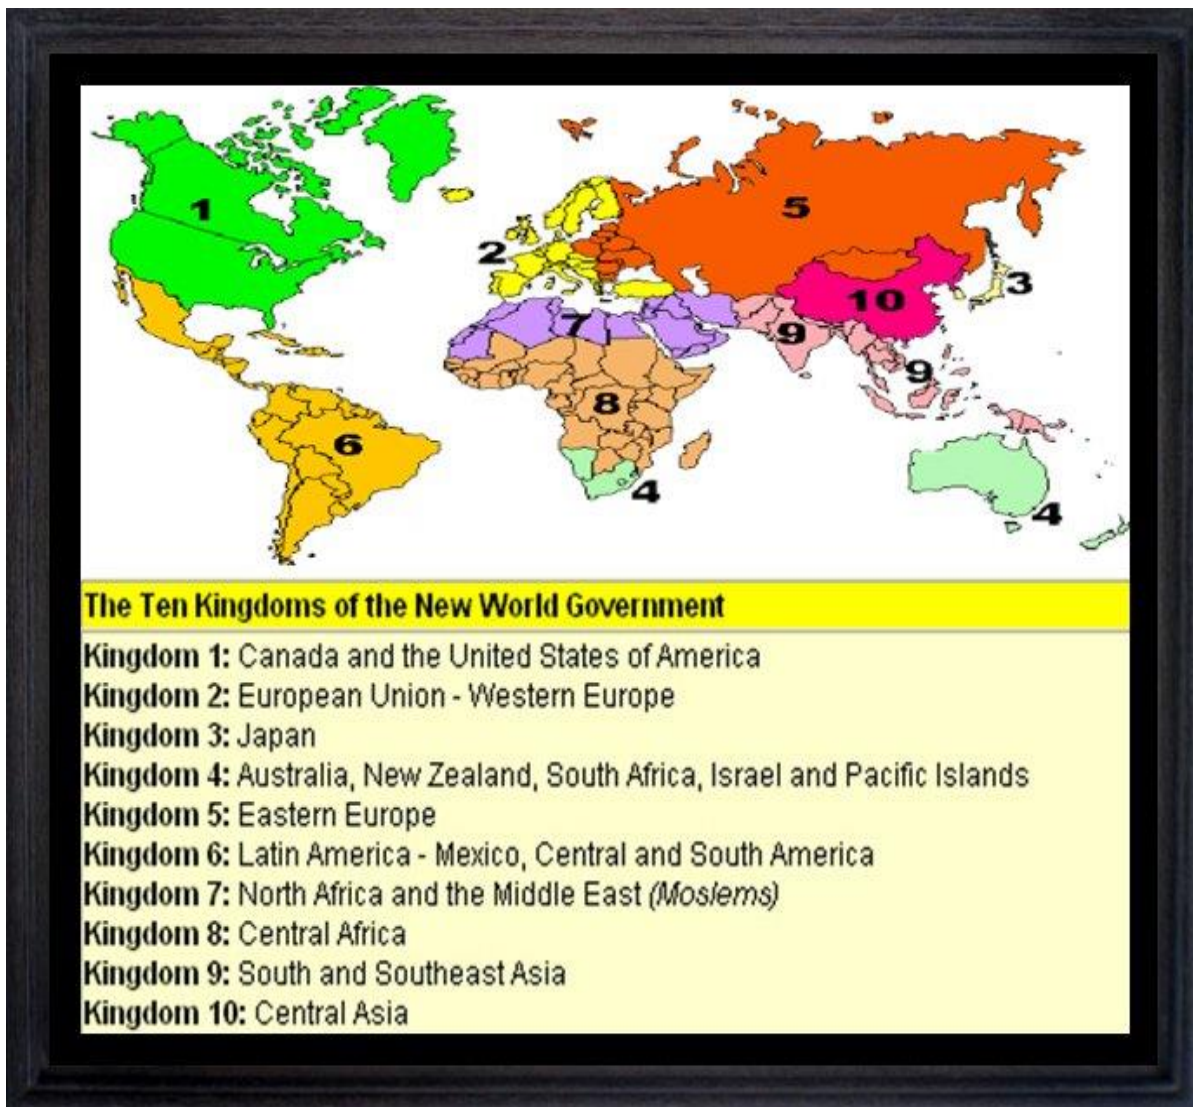 1
5
2
10
3
7
9
9
8
6
4
4
The Ten Kingdoms of the New World Government
Kingdom 1: Canada and the United States of America
Kingdom 2: European Union - Western Europe
Kingdom 3: Japan
Kingdom 4: Australia, New Zealand, South Africa, Israel and Pacific Islands
Kingdom 5: Eastern Europe
Kingdom 6: Latin America - Mexico, Central and South America
Kingdom 7: North Africa and the Middle East (Moslems)
Kingdom 8: Central Africa
Kingdom 9: South and Southeast Asia
Kingdom 10: Central Asia